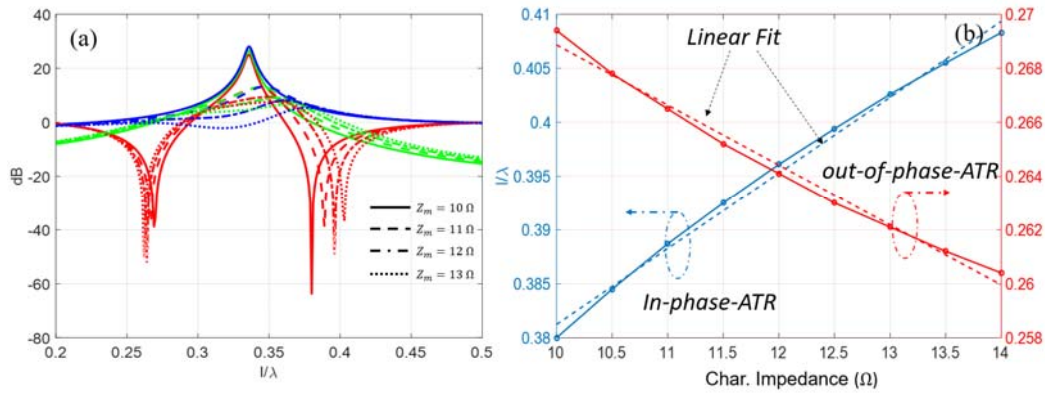 (a)
40
20
0
-20
-40
-60
-80
dB
0.2 0.25 0.3 0.35 0.4 0.45 0.5
l/λ
Z_m = 10 Ω
Z_m = 11 Ω
Z_m = 12 Ω
Z_m = 13 Ω
(b)
0.41
0.405
0.4
0.395
0.39
0.385
0.38
l/λ
Linear Fit
out-of-phase-ATR
In-phase-ATR
0.27
0.268
0.266
0.264
0.262
0.26
0.258
10 10.5 11 11.5 12 12.5 13 13.5 14
Char. Impedance (Ω)